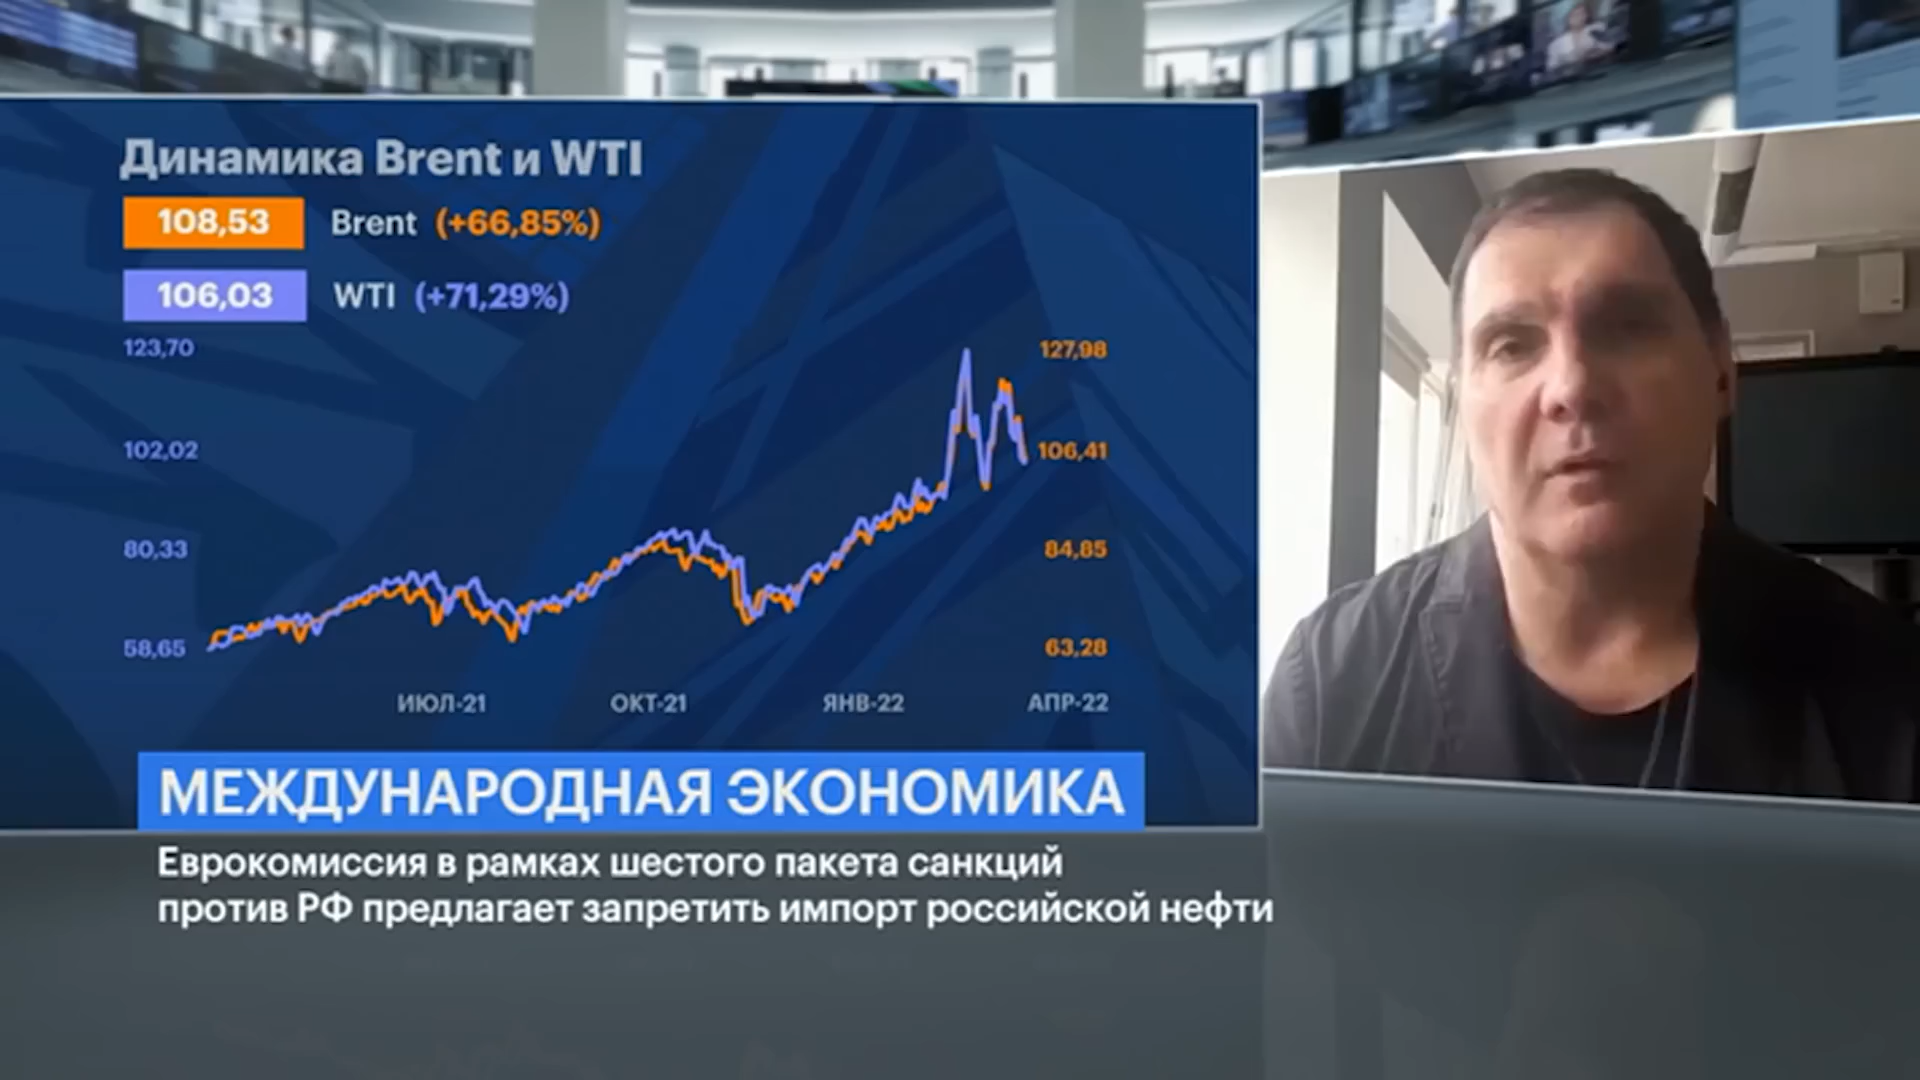 Динамика Brent и WTI
108,53 Brent (+66,85%)
106,03 WTI (+71,29%)
123,70 127,98
102,02 106,41
80,33 84,85
58,65 63,28
ИЮЛ-21 ОКТ-21 ЯНВ-22 АПР-22
МЕЖДУНАРОДНАЯ ЭКОНОМИКА
Еврокомиссия в рамках шестого пакета санкций
против РФ предлагает запретить импорт российской нефти